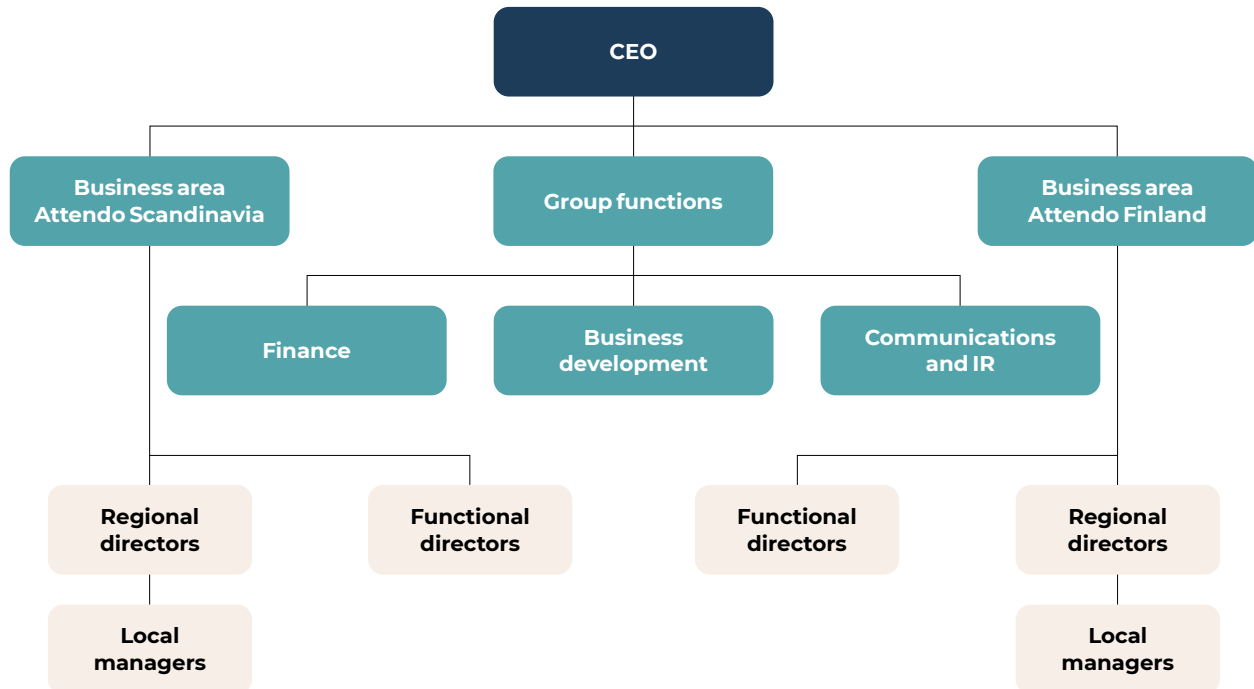 CEO
Business area
Attendo Scandinavia
Group functions
Business area
Attendo Finland
Finance
Business
development
Communications
and IR
Regional
directors
Functional
directors
Functional
directors
Regional
directors
Local
managers
Local
managers